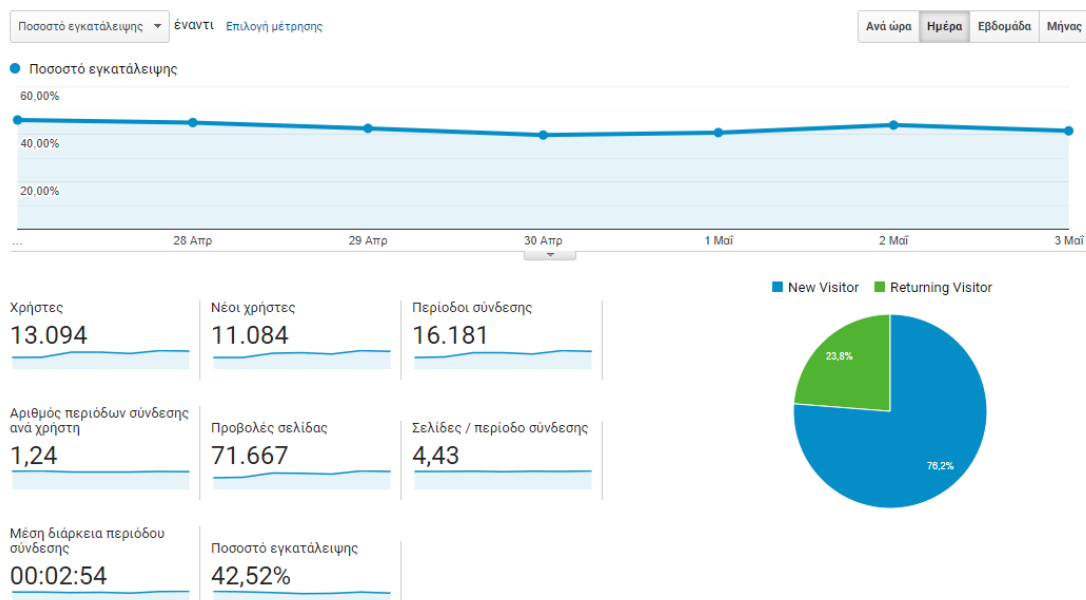 Ποσοστό εγκατάλειψης έναντι Επιλογή μέτρησης Ανά ώρα Ημέρα Εβδομάδα Μήνας
Ποσοστό εγκατάλειψης
60,00%
40,00%
20,00%
... 28 Απρ 29 Απρ 30 Απρ 1 Μαΐ 2 Μαΐ 3 Μαΐ
New Visitor Returning Visitor
Χρήστες
13.094
Νέοι χρήστες
11.084
Περίοδοι σύνδεσης
16.181
Αριθμός περιόδων σύνδεσης
ανά χρήστη
1,24
Προβολές σελίδας
71.667
Σελίδες / περίοδο σύνδεσης
4,43
Μέση διάρκεια περιόδου
σύνδεσης
00:02:54
Ποσοστό εγκατάλειψης
42,52%
23,8%
76,2%